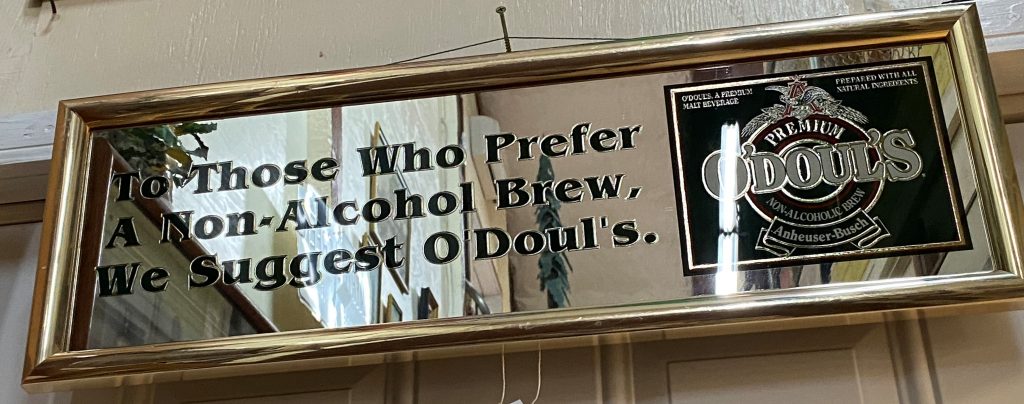 To Those Who Prefer
A Non-Alcohol Brew,
We Suggest O'Doul's.
O'DOUL'S, A PREMIUM
MALT BEVERAGE
PREPARED WITH ALL
NATURAL INGREDIENTS
PREMIUM
O'DOUL'S
NON-ALCOHOLIC BREW
Anheuser-Busch